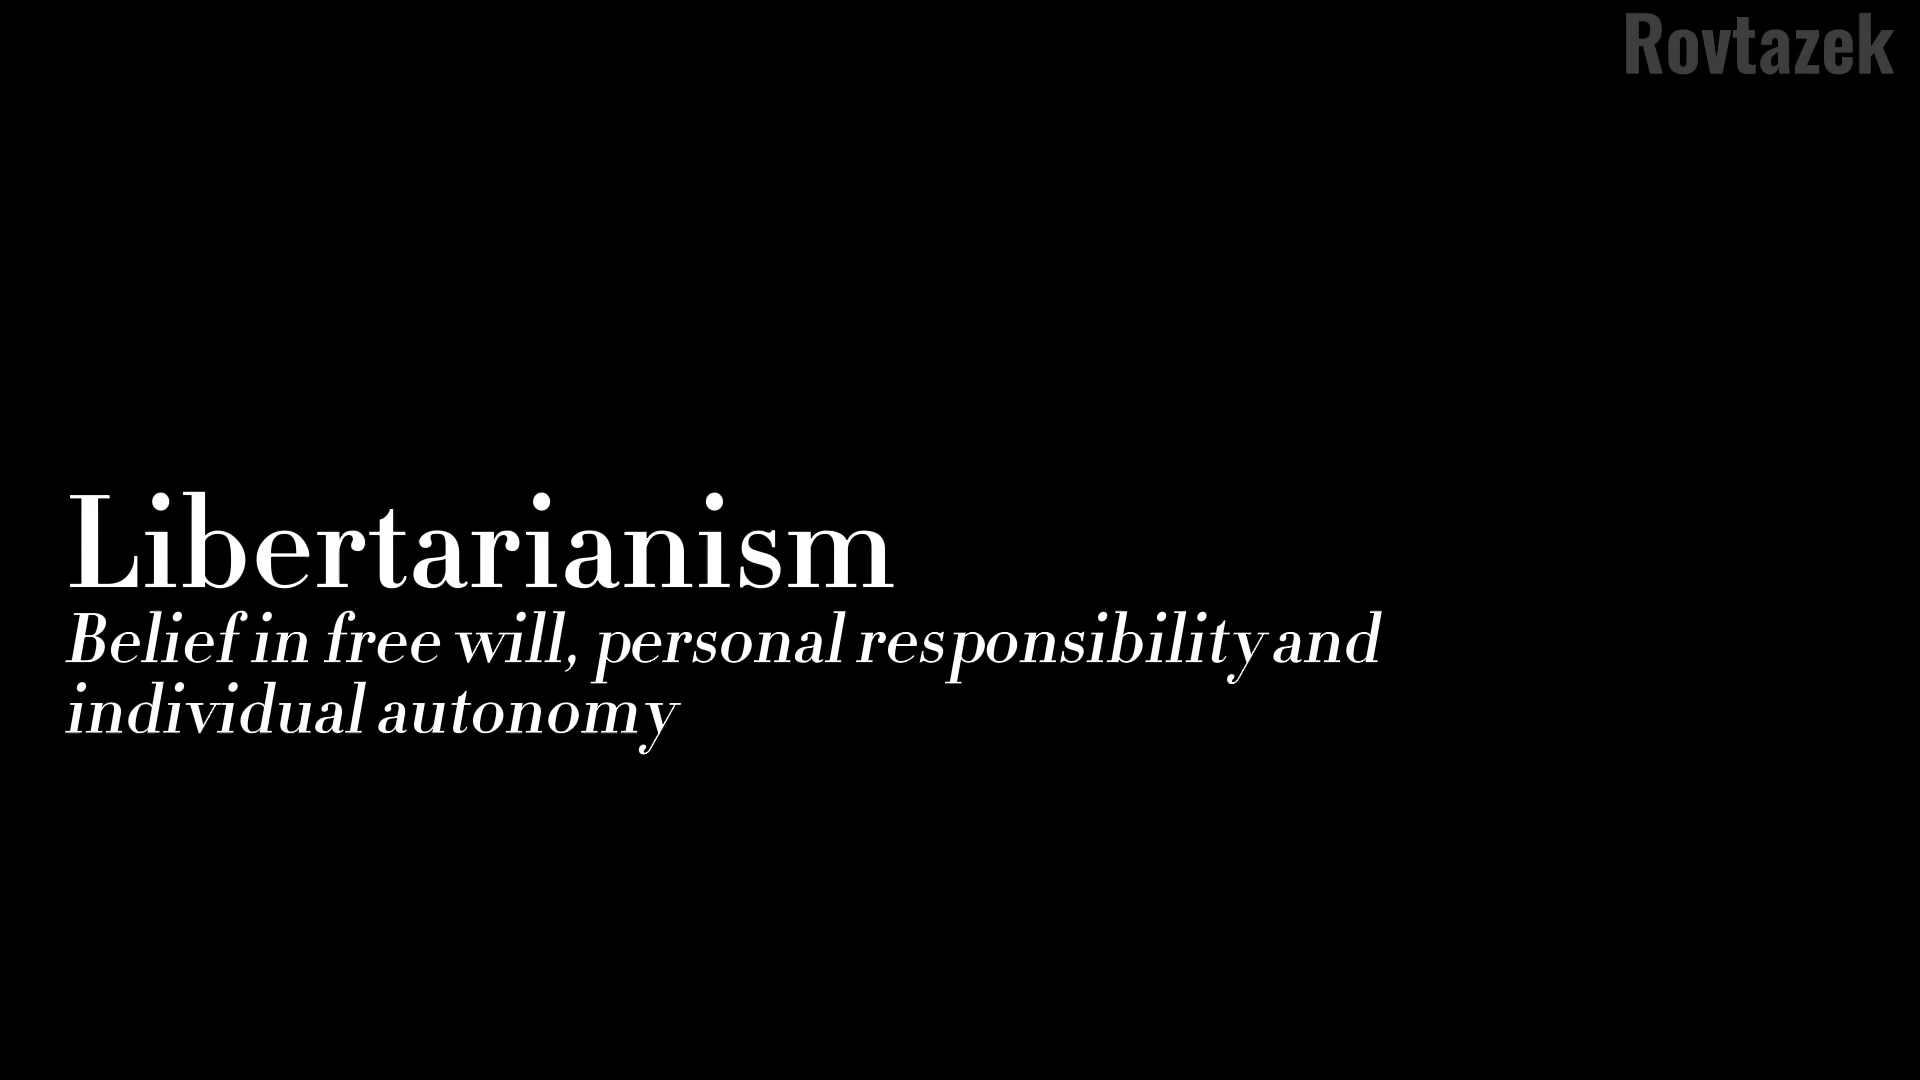 Rovtazek
Libertarianism
Belief in free will, personal responsibility and
individual autonomy